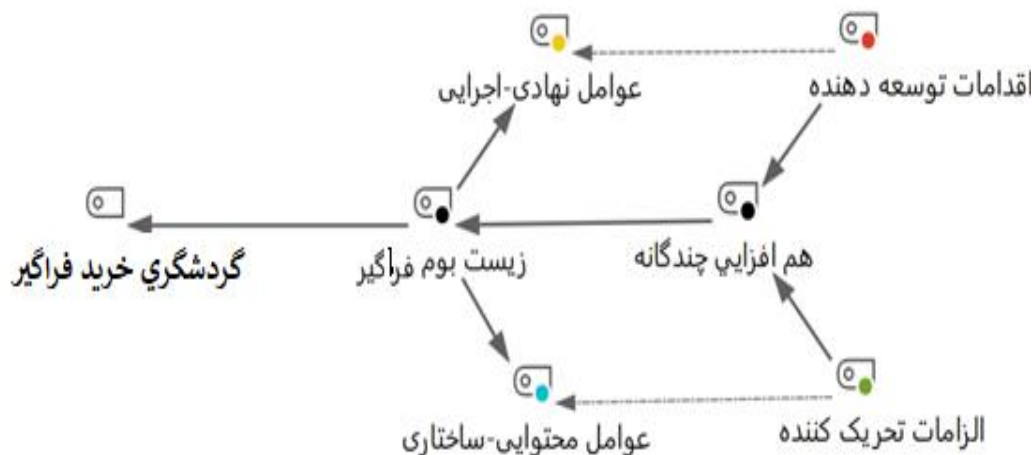 اقدامات توسعه دهنده
عوامل نهادی-اجرایی
هم افزايي چندگانه
زیست بوم فراگیر
گردشگري خريد فراگير
الزامات تحریک کننده
عوامل محتوایی-ساختاری